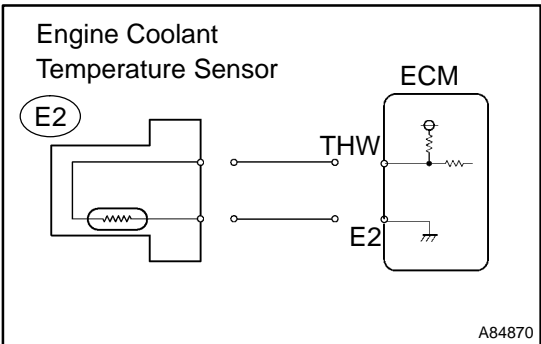 Engine Coolant
Temperature Sensor
ECM
E2
THW
E2
A84870